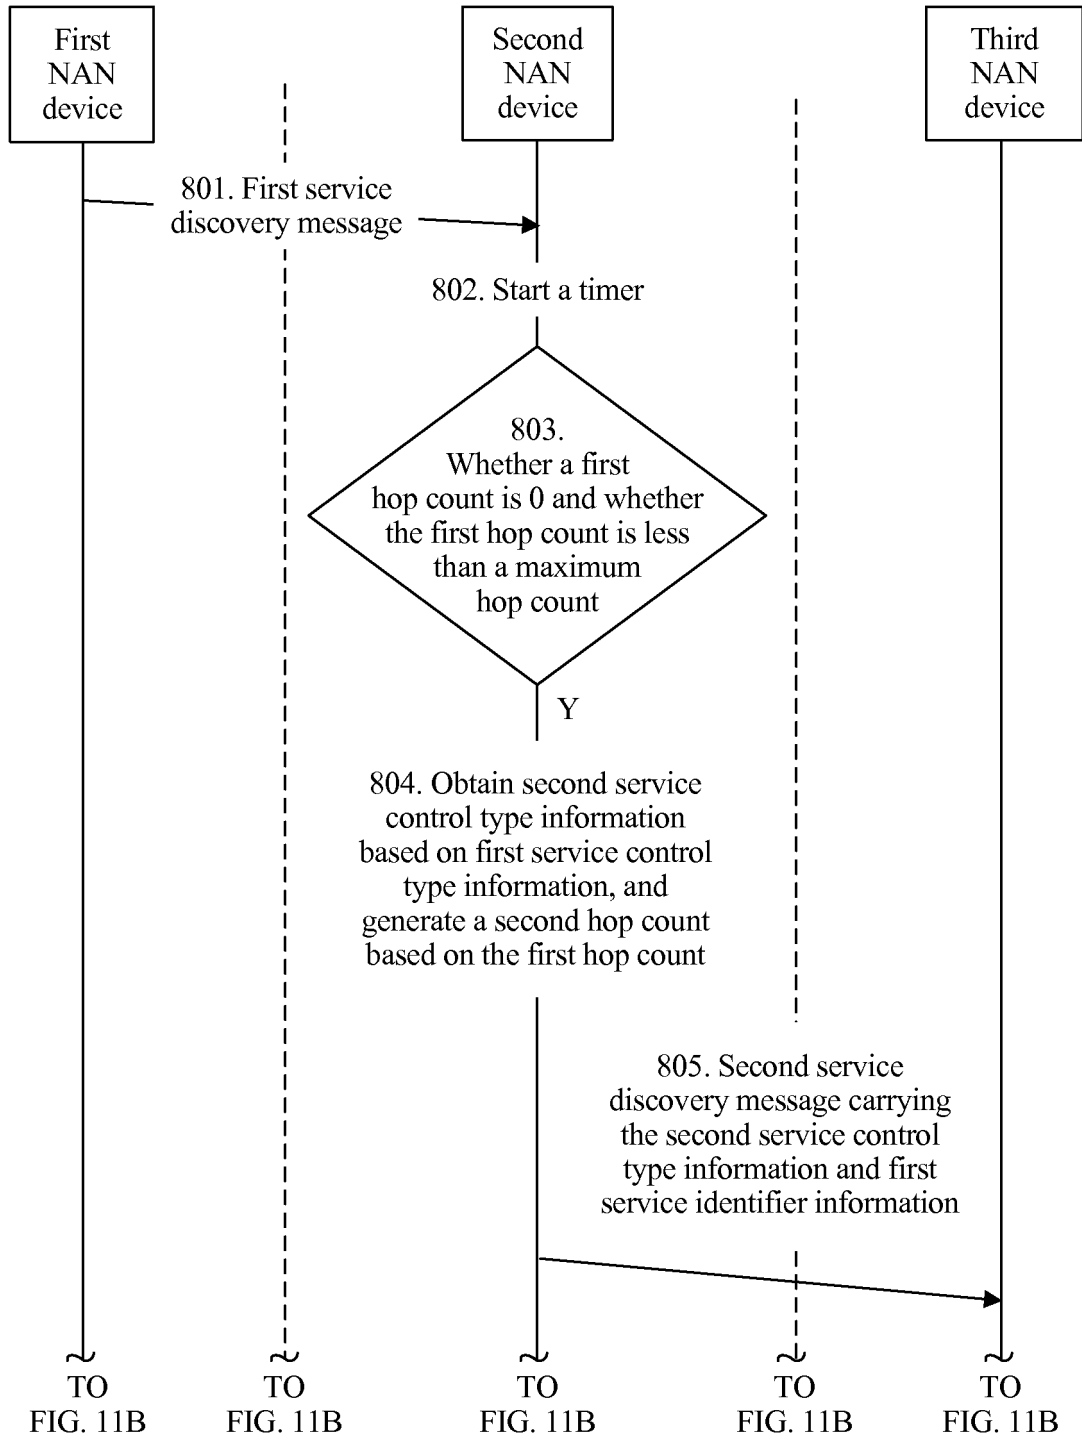 First
NAN
device
Second
NAN
device
Third
NAN
device
801. First service
discovery message
802. Start a timer
803.
Whether a first
hop count is 0 and whether
the first hop count is less
than a maximum
hop count
Y
804. Obtain second service
control type information
based on first service control
type information, and
generate a second hop count
based on the first hop count
805. Second service
discovery message carrying
the second service control
type information and first
service identifier information
TO
FIG. 11B
TO
FIG. 11B
TO
FIG. 11B
TO
FIG. 11B
TO
FIG. 11B